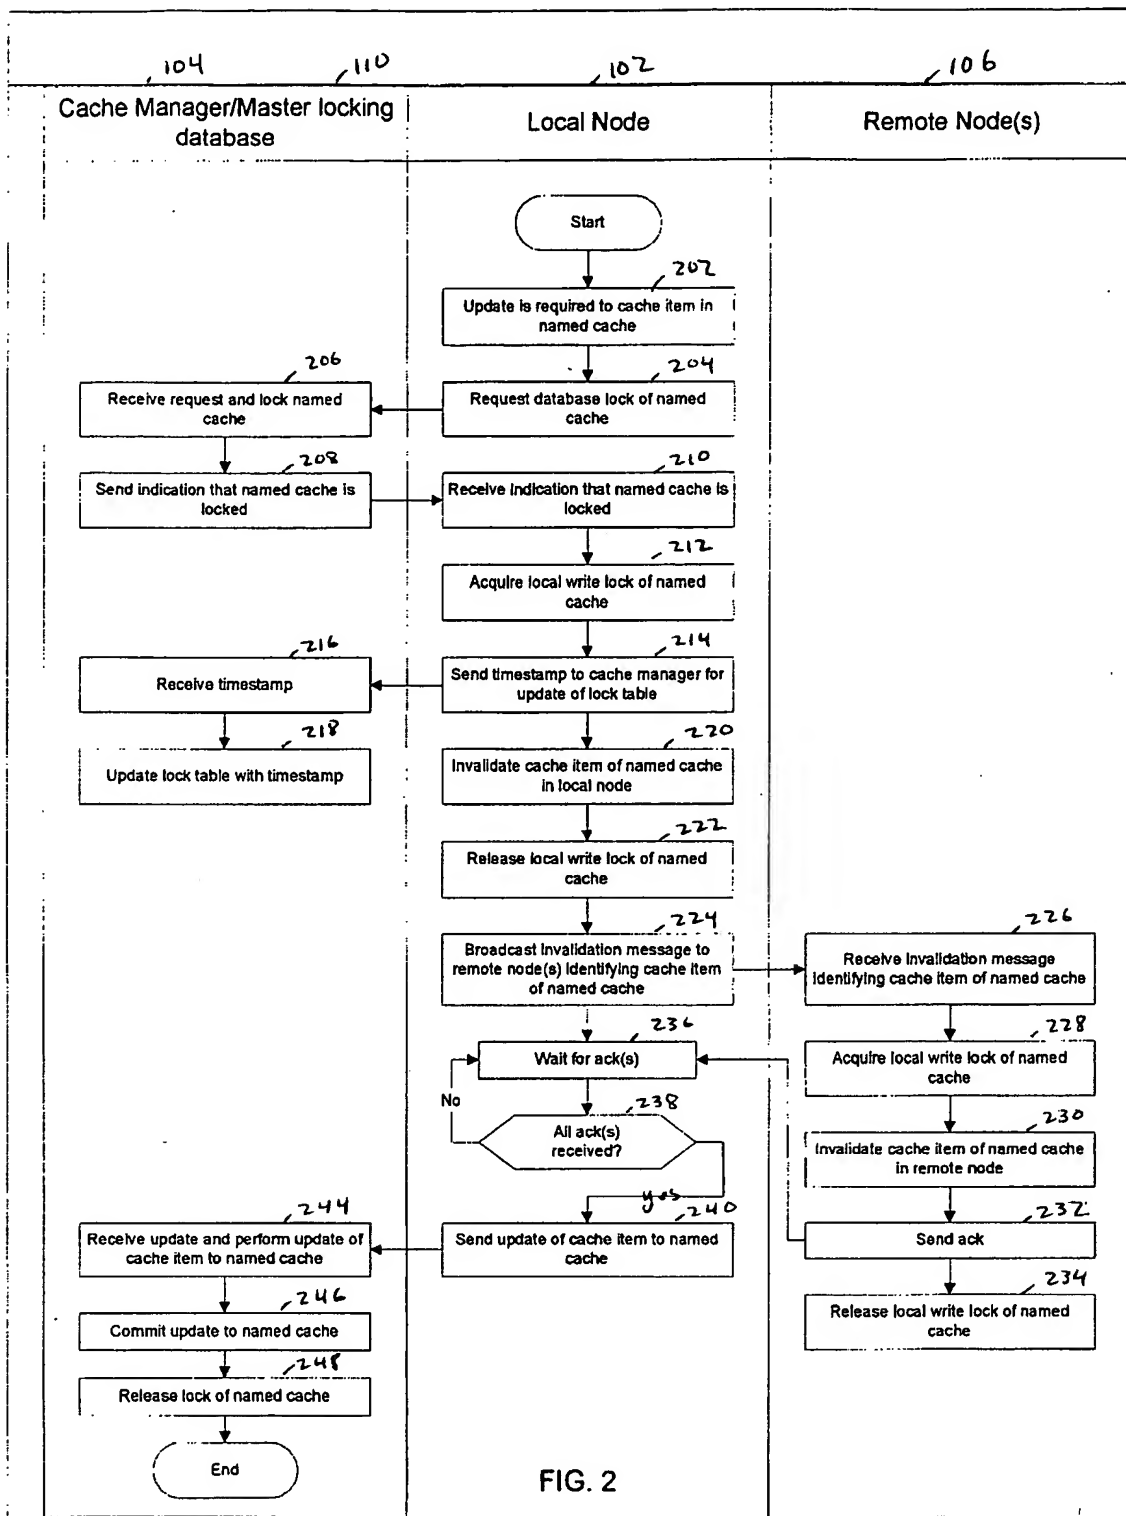 104 110 102 106
Cache Manager/Master locking
database
Local Node
Remote Node(s)
Start
202
Update is required to cache item in
named cache
206
Receive request and lock named
cache
204
Request database lock of named
cache
208
Send indication that named cache is
locked
210
Receive indication that named cache is
locked
212
Acquire local write lock of named
cache
216
Receive timestamp
214
Send timestamp to cache manager for
update of lock table
218
Update lock table with timestamp
220
Invalidate cache item of named cache
in local node
222
Release local write lock of named
cache
224
Broadcast invalidation message to
remote node(s) identifying cache item
of named cache
226
Receive invalidation message
identifying cache item of named cache
236
Wait for ack(s)
228
Acquire local write lock of named
cache
No
238
All ack(s)
received?
230
Invalidate cache item of named cache
in remote node
yes
244
Receive update and perform update of
cache item to named cache
240
Send update of cache item to named
cache
232
Send ack
246
Commit update to named cache
234
Release local write lock of named
cache
248
Release lock of named cache
End
FIG. 2